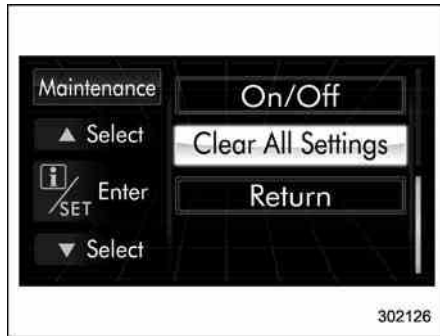 Maintenance
On/Off
▲ Select
Clear All Settings
i/SET Enter
Return
▼ Select
302126